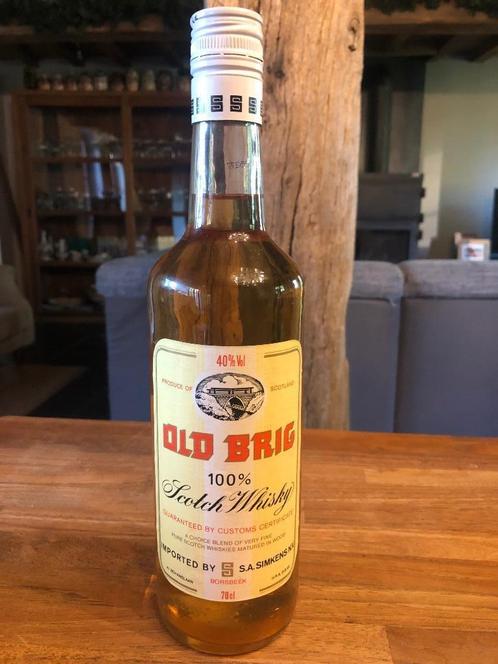 S S S S
40% Vol
PRODUCE OF SCOTLAND
OLD BRIG
100%
Scotch Whisky
GUARANTEED BY CUSTOMS CERTIFICATE
A CHOICE BLEND OF VERY FINE
PURE SCOTCH WHISKIES MATURED IN WOOD
IMPORTED BY S S.A. SIMKENS N.V.
BORSBEEK
70cl